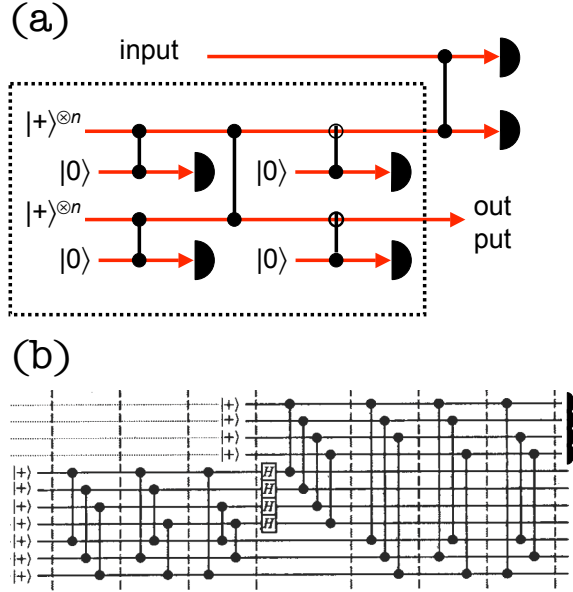 (a)
input
|+⟩⊗n
|0⟩ |0⟩
|+⟩⊗n
out
put
|0⟩ |0⟩
(b)
|+⟩
|+⟩
|+⟩
|+⟩
|+⟩ H
|+⟩ H
|+⟩ H
|+⟩ H
|+⟩
|+⟩
|+⟩